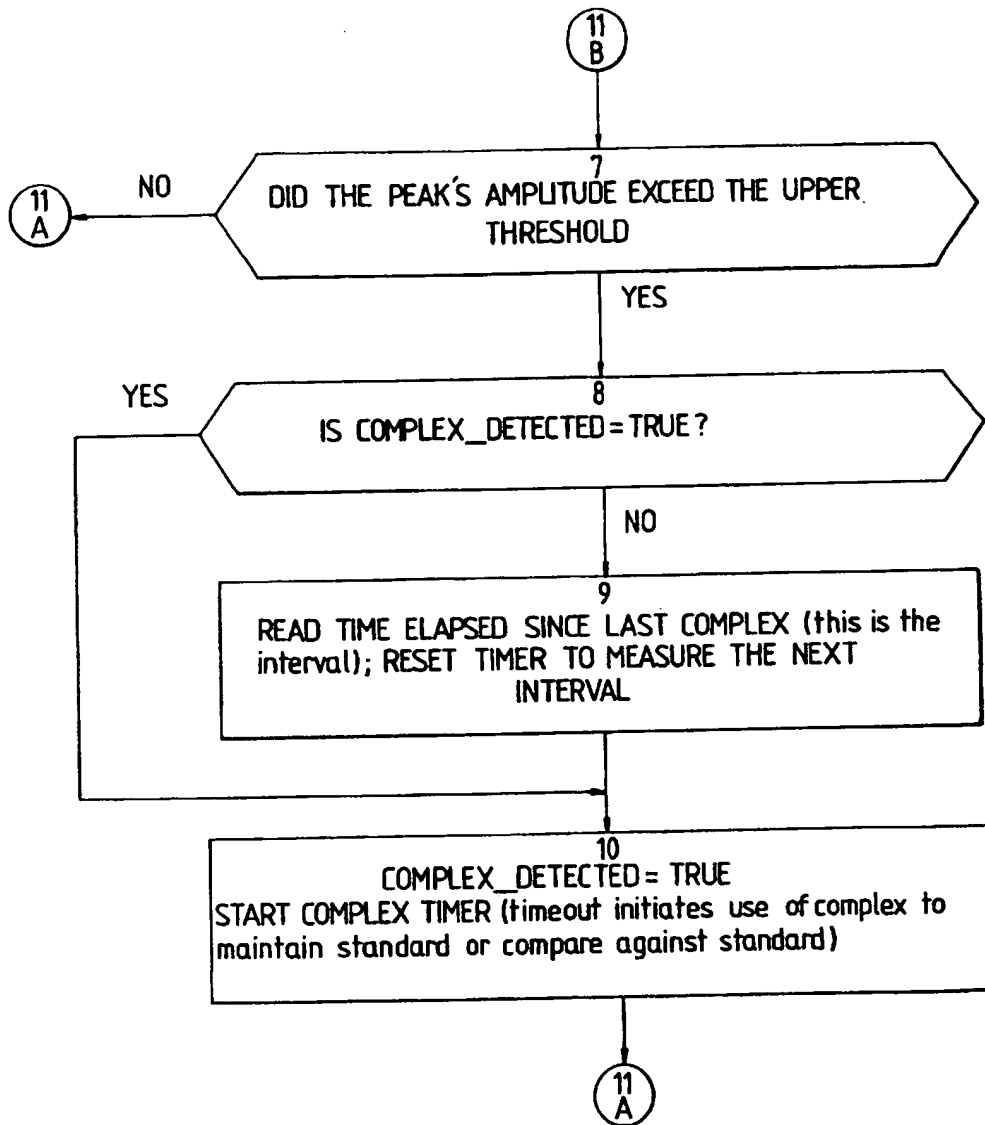 11
B
7
DID THE PEAK'S AMPLITUDE EXCEED THE UPPER
THRESHOLD
NO
11
A
YES
8
IS COMPLEX_DETECTED=TRUE?
YES
NO
9
READ TIME ELAPSED SINCE LAST COMPLEX (this is the
interval); RESET TIMER TO MEASURE THE NEXT
INTERVAL
10
COMPLEX_DETECTED= TRUE
START COMPLEX TIMER (timeout initiates use of complex to
maintain standard or compare against standard)
11
A